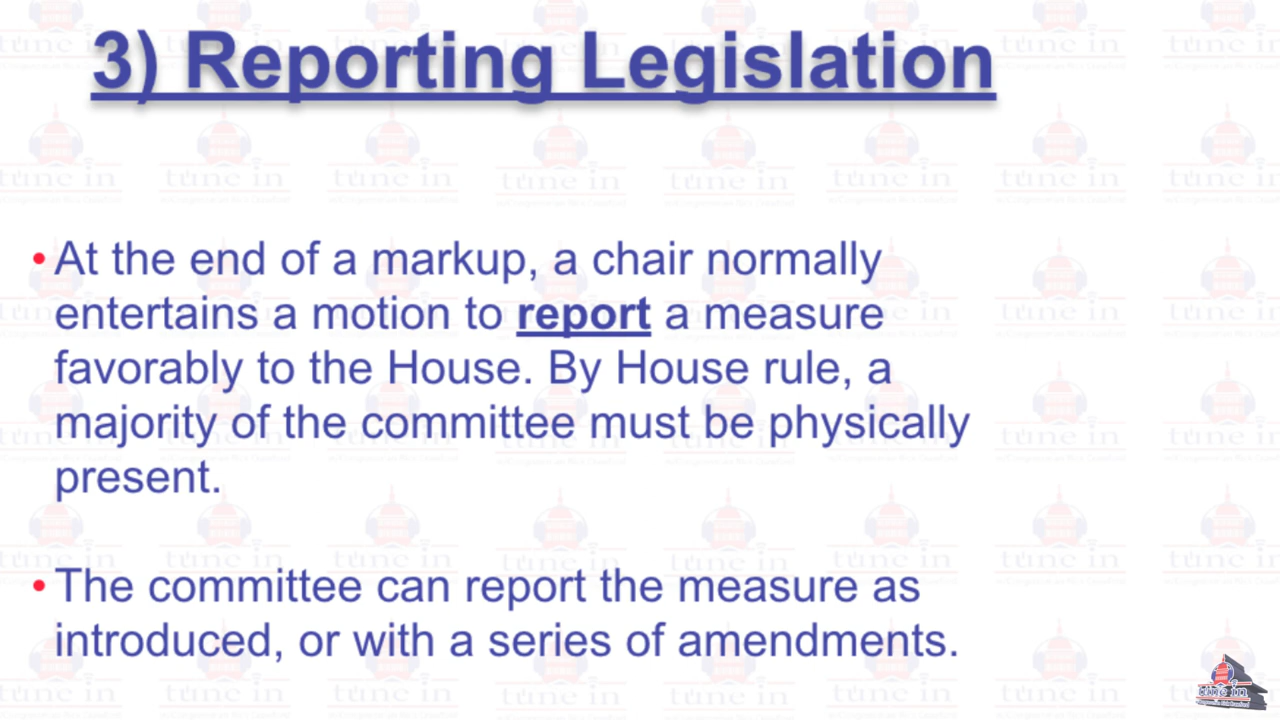 3) Reporting Legislation
• At the end of a markup, a chair normally
entertains a motion to report a measure
favorably to the House. By House rule, a
majority of the committee must be physically
present.
• The committee can report the measure as
introduced, or with a series of amendments.
tune in